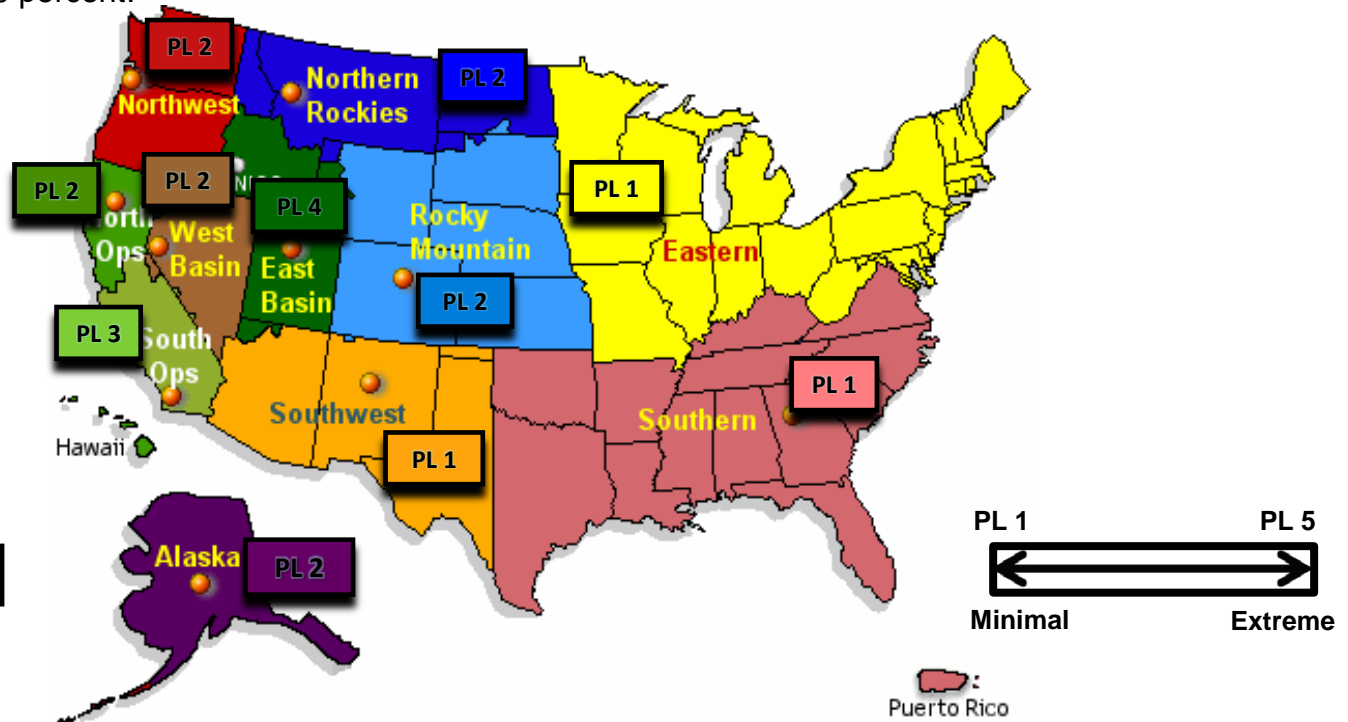 percent.
PL 2
Northwest
Northern
Rockies
PL 2
PL 2
PL 2
PL 4
PL 1
Ops
West
Basin
East
Basin
Rocky
Mountain
PL 2
Eastern
PL 3
South
Ops
Southwest
PL 1
Southern
PL 1
Hawaii
Alaska
PL 2
PL 1
PL 5
Minimal
Extreme
Puerto Rico